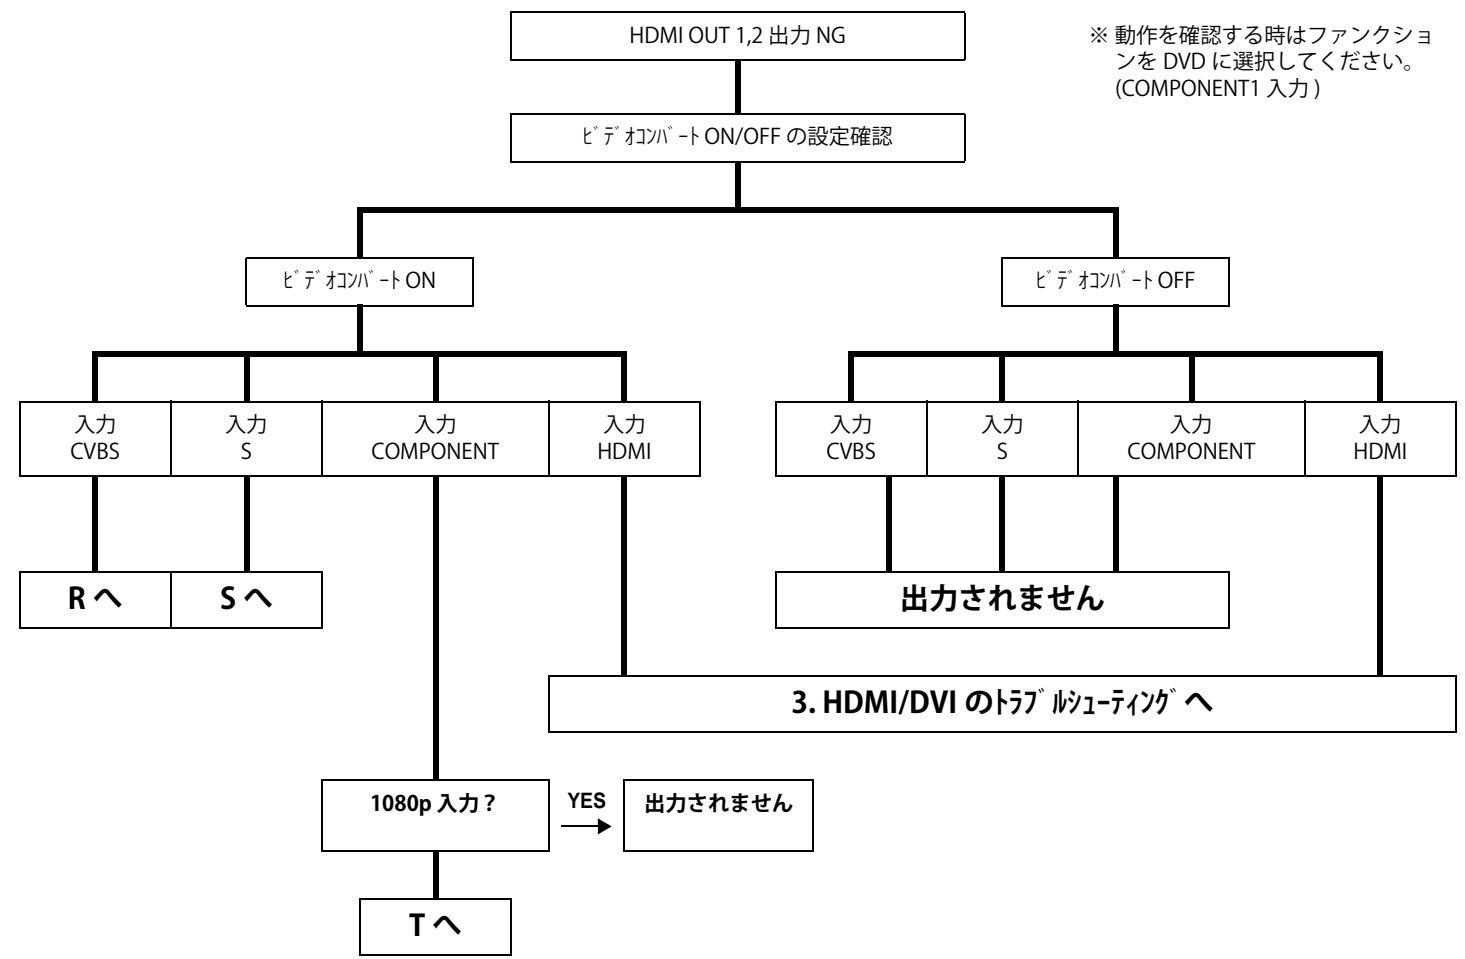 HDMI OUT 1,2 出力 NG
※ 動作を確認する時はファンクショ
ンを DVD に選択してください。
(COMPONENT1 入力 )
ﾋﾞﾃﾞｵｺﾝﾊﾞｰﾄ ON/OFF の設定確認
ﾋﾞﾃﾞｵｺﾝﾊﾞｰﾄ ON
ﾋﾞﾃﾞｵｺﾝﾊﾞｰﾄ OFF
入力
CVBS
入力
S
入力
COMPONENT
入力
HDMI
入力
CVBS
入力
S
入力
COMPONENT
入力
HDMI
R へ
S へ
出力されません
3. HDMI/DVI のﾄﾗﾌﾞﾙｼｭｰﾃｨﾝｸﾞへ
1080p 入力 ?
YES
出力されません
T へ